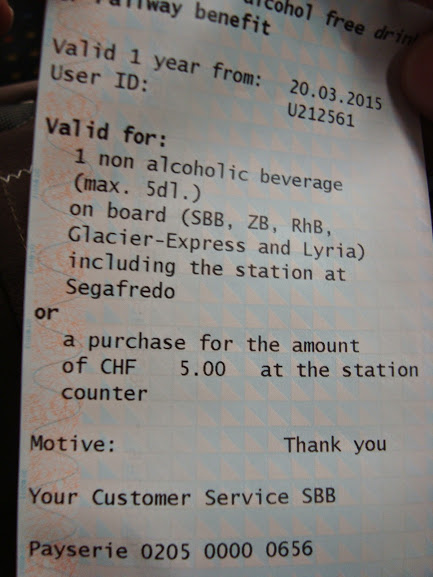 alcohol free drink
railway benefit
Valid 1 year from: 20.03.2015
User ID: U212561
Valid for:
1 non alcoholic beverage
(max. 5dl.)
on board (SBB, ZB, RhB,
Glacier-Express and Lyria)
including the station at
Segafredo
or
a purchase for the amount
of CHF 5.00 at the station
counter
Motive: Thank you
Your Customer Service SBB
Payserie 0205 0000 0656